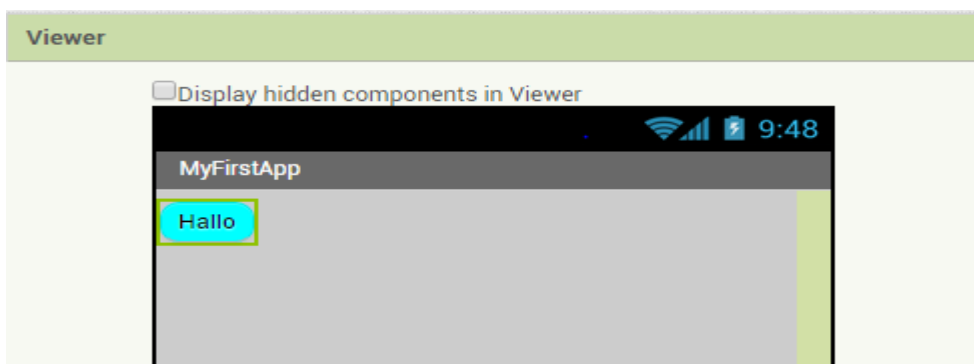 Viewer
Display hidden components in Viewer
9:48
MyFirstApp
Hallo